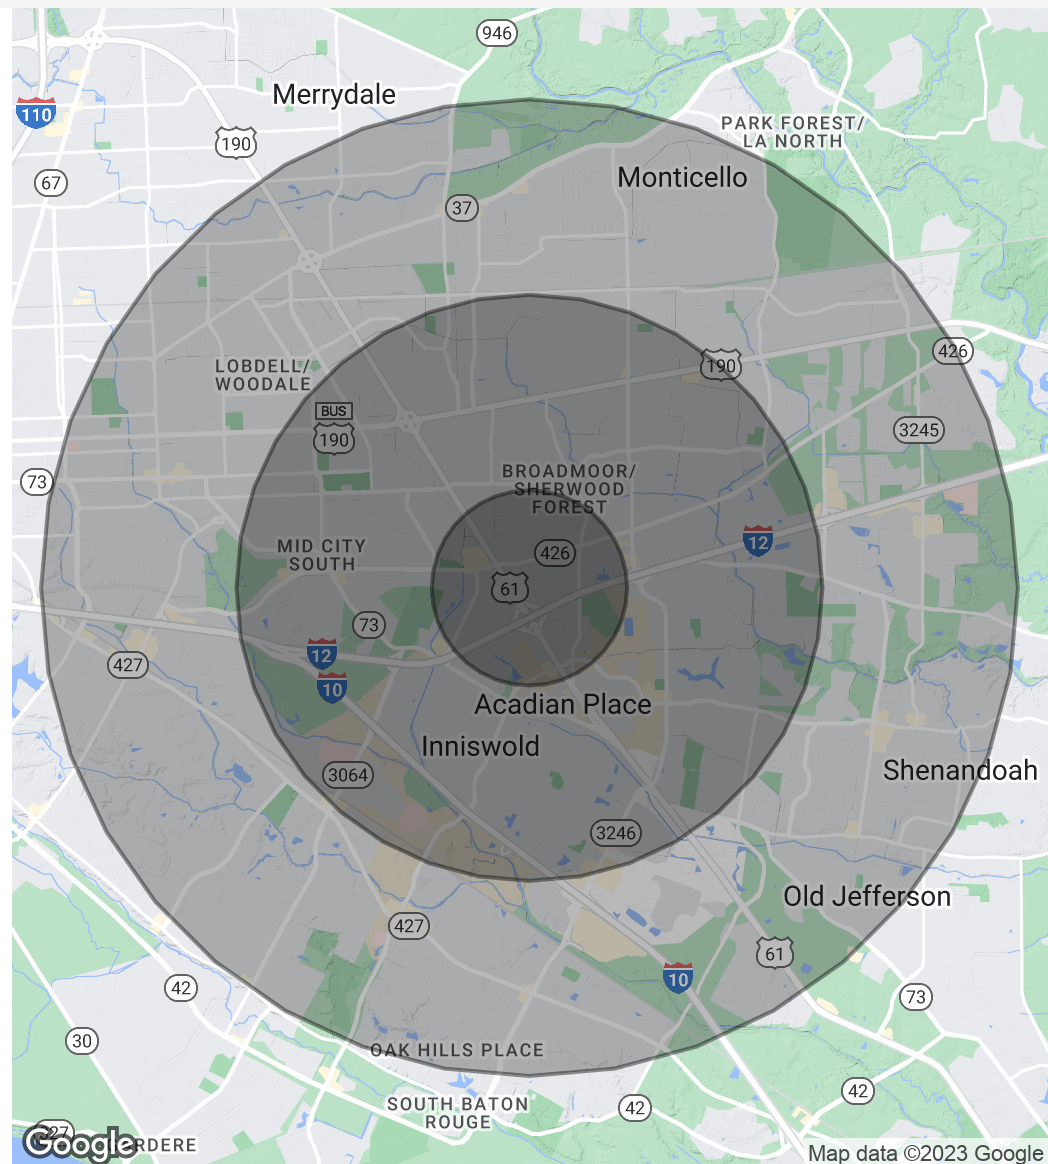 946
Merrydale
110
190
PARK FOREST/
LA NORTH
67
Monticello
37
426
190
LOBDELL/
WOODALE
BUS
190
3245
73
BROADMOOR/
SHERWOOD
FOREST
12
MID CITY
SOUTH
426
61
73
12
427
10
Acadian Place
Inniswold
3064
Shenandoah
3246
Old Jefferson
427
61
10
42
73
30
OAK HILLS PLACE
42
SOUTH BATON
ROUGE
42
327
Google
RDERE
Map data ©2023 Google